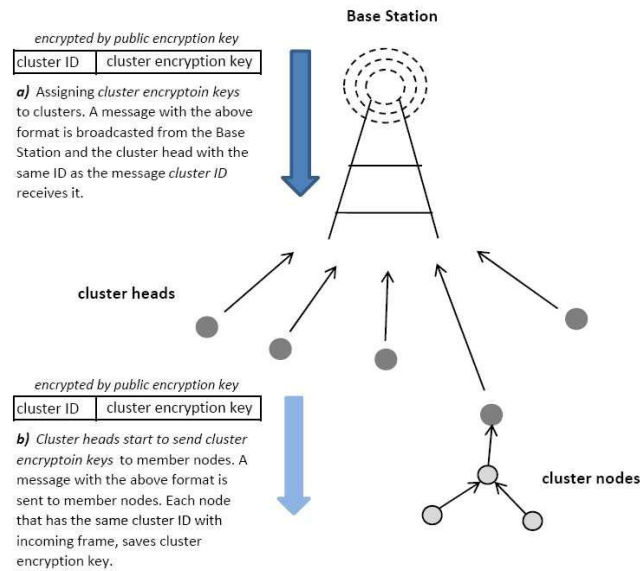 Base Station
encrypted by public encryption key
cluster ID cluster encryption key
a) Assigning cluster encryptoin keys
to clusters. A message with the above
format is broadcasted from the Base
Station and the cluster head with the
same ID as the message cluster ID
receives it.
cluster heads
encrypted by public encryption key
cluster ID cluster encryption key
b) Cluster heads start to send cluster
encryptoin keys to member nodes. A
message with the above format is
sent to member nodes. Each node
that has the same cluster ID with
incoming frame, saves cluster
encryption key.
cluster nodes